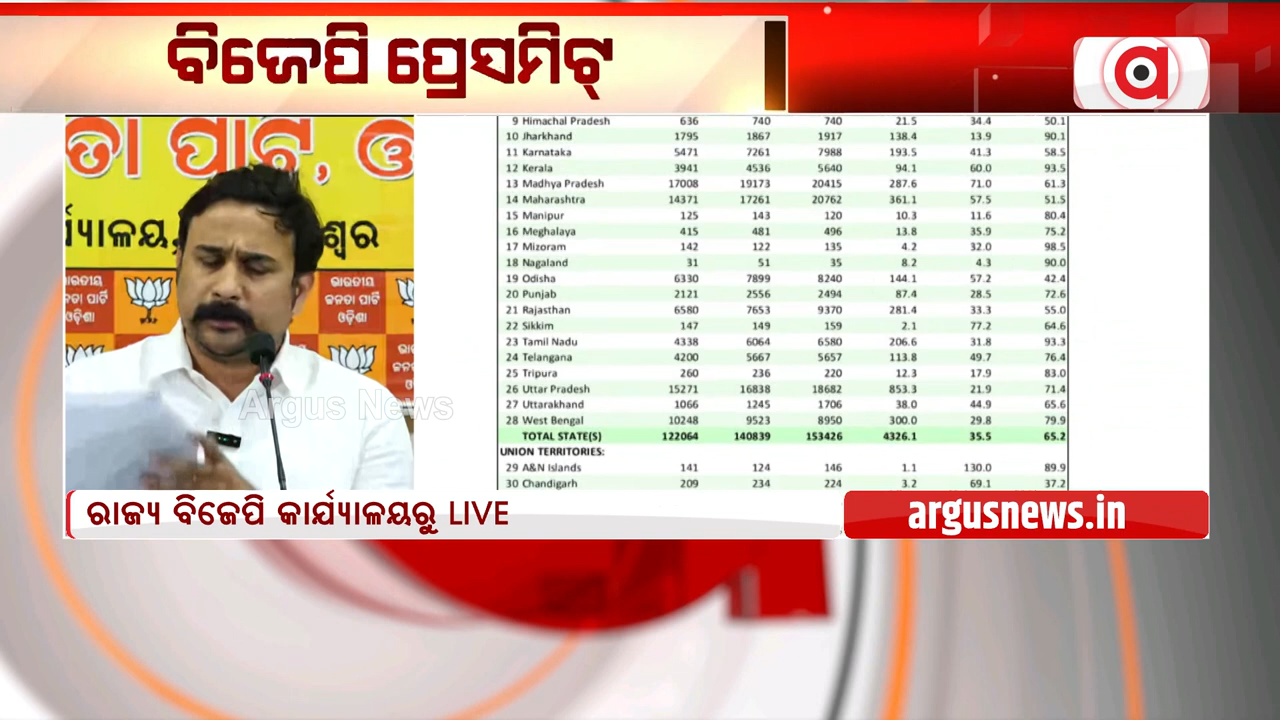 ବିଜେପି ପ୍ରେସମିଟ୍
a
ତା ପାର୍ଟି, ଓ
ଶ୍ୱର
ଭାରତୀୟ
ଜନତା ପାର୍ଟି
ଓଡ଼ିଶା
Argus News
9 Himachal Pradesh 636 740 740 21.5 34.4 50.1
10 Jharkhand 1795 1867 1917 138.4 13.9 90.1
11 Karnataka 5471 7261 7988 193.5 41.3 58.5
12 Kerala 3941 4536 5640 94.1 60.0 93.5
13 Madhya Pradesh 17008 19173 20415 287.6 71.0 61.3
14 Maharashtra 14371 17261 20762 361.1 57.5 51.5
15 Manipur 125 143 120 10.3 11.6 80.4
16 Meghalaya 415 481 496 13.8 35.9 75.2
17 Mizoram 142 122 135 4.2 32.0 98.5
18 Nagaland 31 51 35 8.2 4.3 90.0
19 Odisha 6330 7899 8240 144.1 57.2 42.4
20 Punjab 2121 2556 2494 87.4 28.5 72.6
21 Rajasthan 6580 7653 9370 281.4 33.3 55.0
22 Sikkim 147 149 159 2.1 77.2 64.6
23 Tamil Nadu 4338 6064 6580 206.6 31.8 93.3
24 Telangana 4200 5667 5657 113.8 49.7 76.4
25 Tripura 260 236 220 12.3 17.9 83.0
26 Uttar Pradesh 15271 16838 18682 853.3 21.9 71.4
27 Uttarakhand 1066 1245 1706 38.0 44.9 65.6
28 West Bengal 10248 9523 8950 300.0 29.8 79.9
TOTAL STATE(S) 122064 140839 153426 4326.1 35.5 65.2
UNION TERRITORIES:
29 A&N Islands 141 124 146 1.1 130.0 89.9
30 Chandigarh 209 234 224 3.2 69.1 37.2
ରାଜ୍ୟ ବିଜେପି କାର୍ଯ୍ୟାଳୟରୁ LIVE
argusnews.in